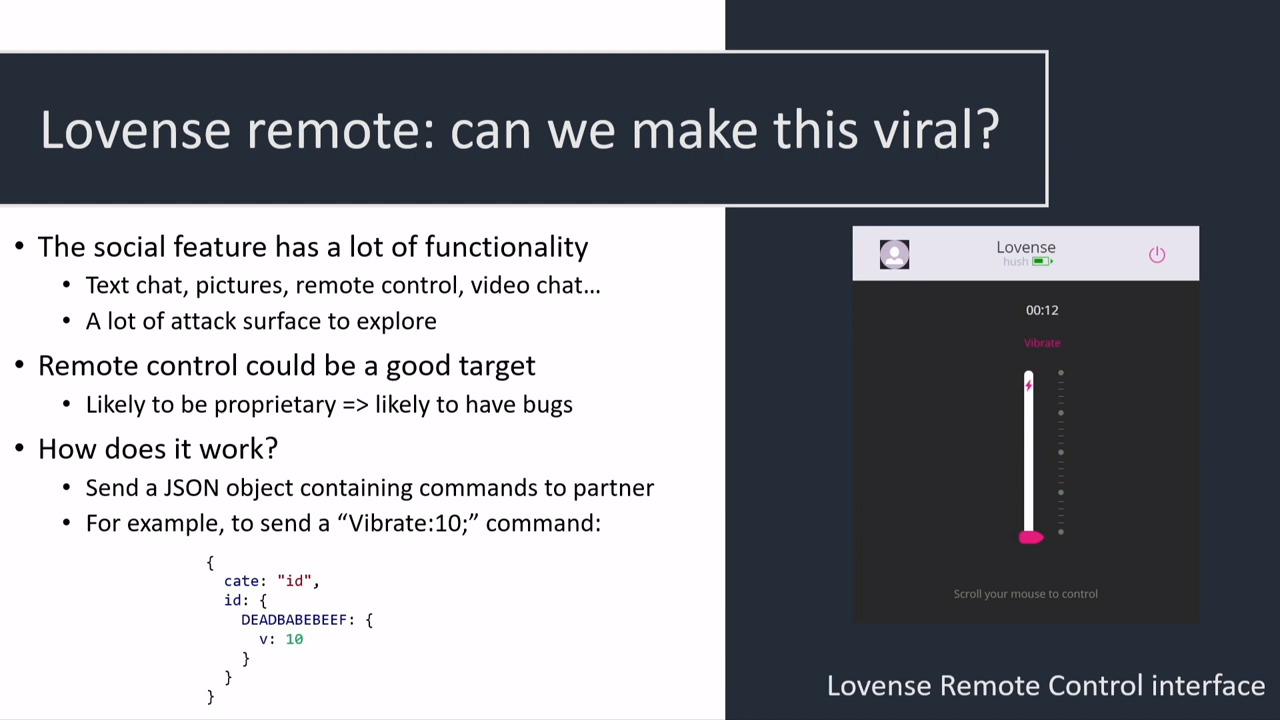 Lovense remote: can we make this viral?
• The social feature has a lot of functionality
• Text chat, pictures, remote control, video chat…
• A lot of attack surface to explore
• Remote control could be a good target
• Likely to be proprietary => likely to have bugs
• How does it work?
• Send a JSON object containing commands to partner
• For example, to send a “Vibrate:10;” command:
{
cate: "id",
id: {
DEADBABEBEEF: {
v: 10
}
}
}
Lovense
hush
00:12
Vibrate
Scroll your mouse to control
Lovense Remote Control interface